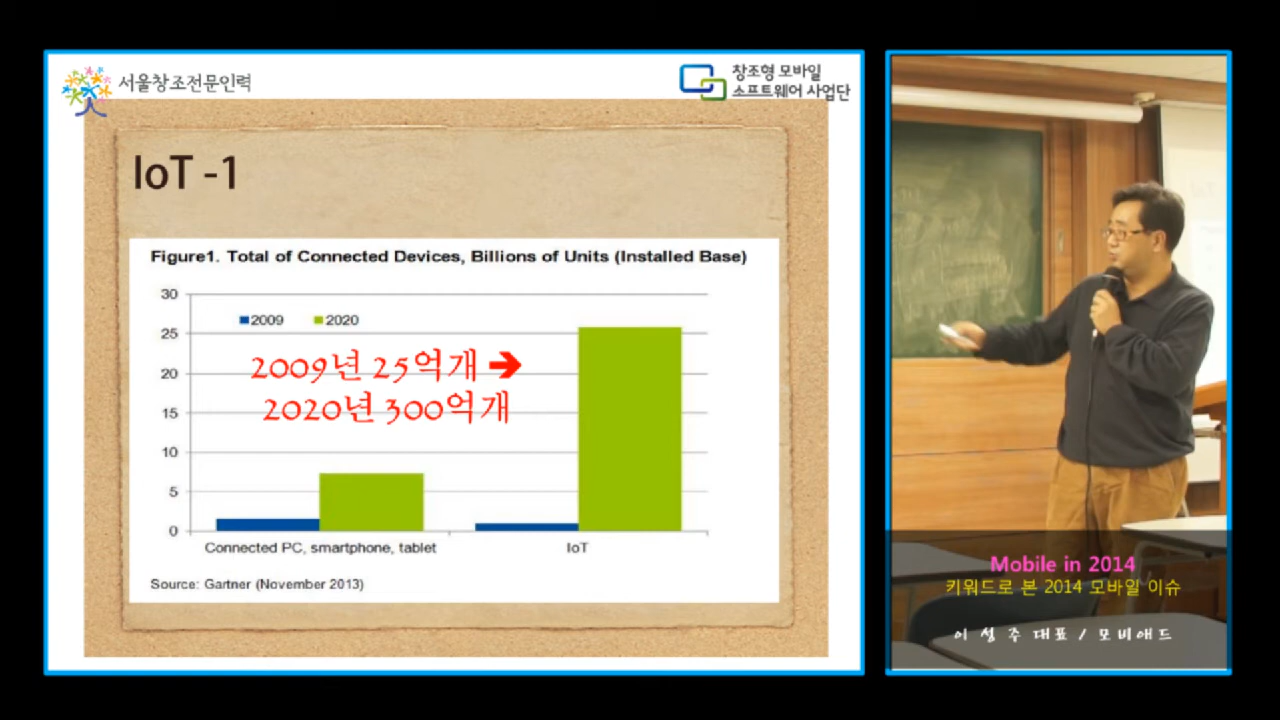 서울창조전문인력
창조형 모바일
소프트웨어 사업단
IoT -1
Figure1. Total of Connected Devices, Billions of Units (Installed Base)
30
25
20
15
10
5
0
2009 2020
2009년 25억개 ➔
2020년 300억개
Connected PC, smartphone, tablet
IoT
Source: Gartner (November 2013)
Mobile in 2014
키워드로 본 2014 모바일 이슈
이 성 주 대표 / 모비애드